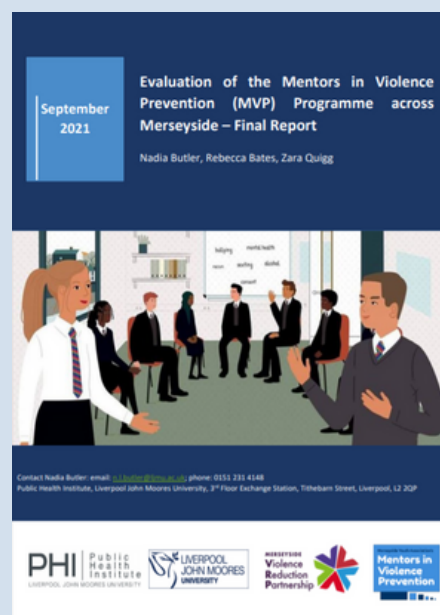 September
2021
Evaluation of the Mentors in Violence
Prevention (MVP) Programme across
Merseyside – Final Report
Nadia Butler, Rebecca Bates, Zara Quigg
bullying mental health
sexting alcohol
consent
Contact Nadia Butler: email: n.l.butler@ljmu.ac.uk; phone: 0151 231 4148
Public Health Institute, Liverpool John Moores University, 3rd Floor Exchange Station, Tithebarn Street, Liverpool, L2 2QP
PHI Public
Health
Institute
LIVERPOOL JOHN MOORES UNIVERSITY
LIVERPOOL
JOHN MOORES
UNIVERSITY
MERSEYSIDE
Violence
Reduction
Partnership
Mentors in
Violence
Prevention